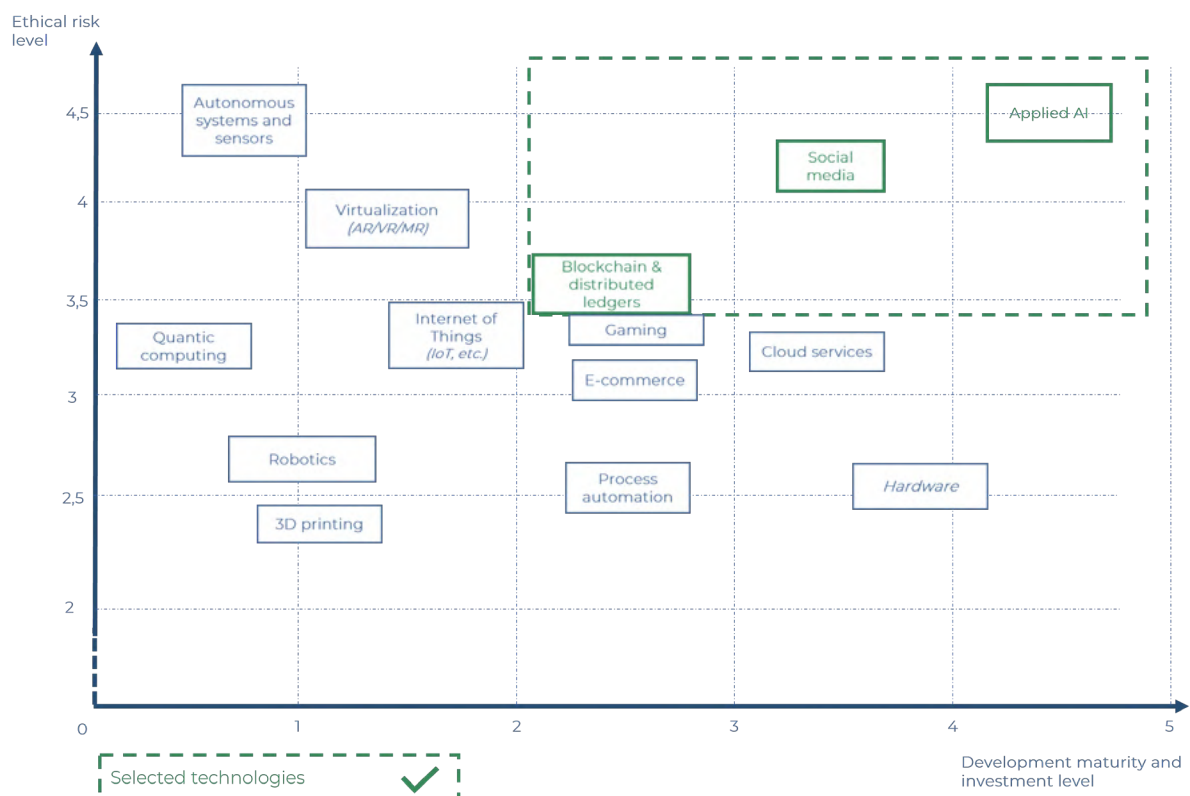 Ethical risk
level
4,5
Autonomous
systems and
sensors
Applied AI
Social
media
4
Virtualization
(AR/VR/MR)
Blockchain &
distributed
ledgers
3,5
Internet of
Things
(IoT, etc.)
Gaming
Quantic
computing
Cloud services
E-commerce
3
Robotics
Process
automation
Hardware
2,5
3D printing
2
0
1
2
3
4
5
Selected technologies
Development maturity and
investment level